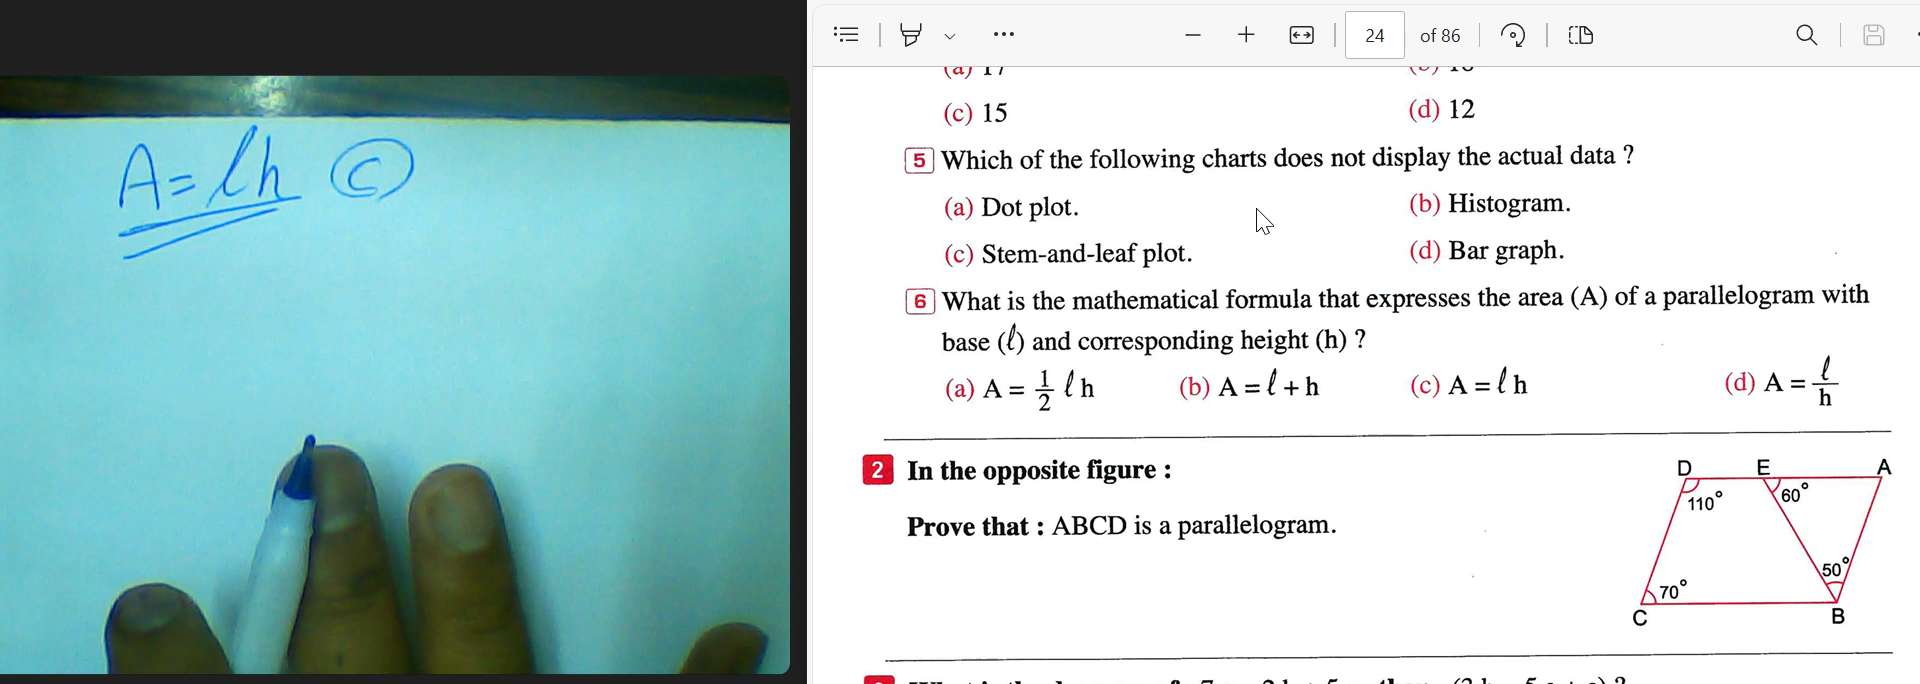 A = lh (c)
24 of 86
(c) 15
(d) 12
5 Which of the following charts does not display the actual data ?
(a) Dot plot.
(b) Histogram.
(c) Stem-and-leaf plot.
(d) Bar graph.
6 What is the mathematical formula that expresses the area (A) of a parallelogram with
base (ℓ) and corresponding height (h) ?
(a) A = 1/2 ℓ h
(b) A = ℓ + h
(c) A = ℓ h
(d) A = ℓ/h
2 In the opposite figure :
Prove that : ABCD is a parallelogram.
D E A
110° 60°
50°
70°
C B